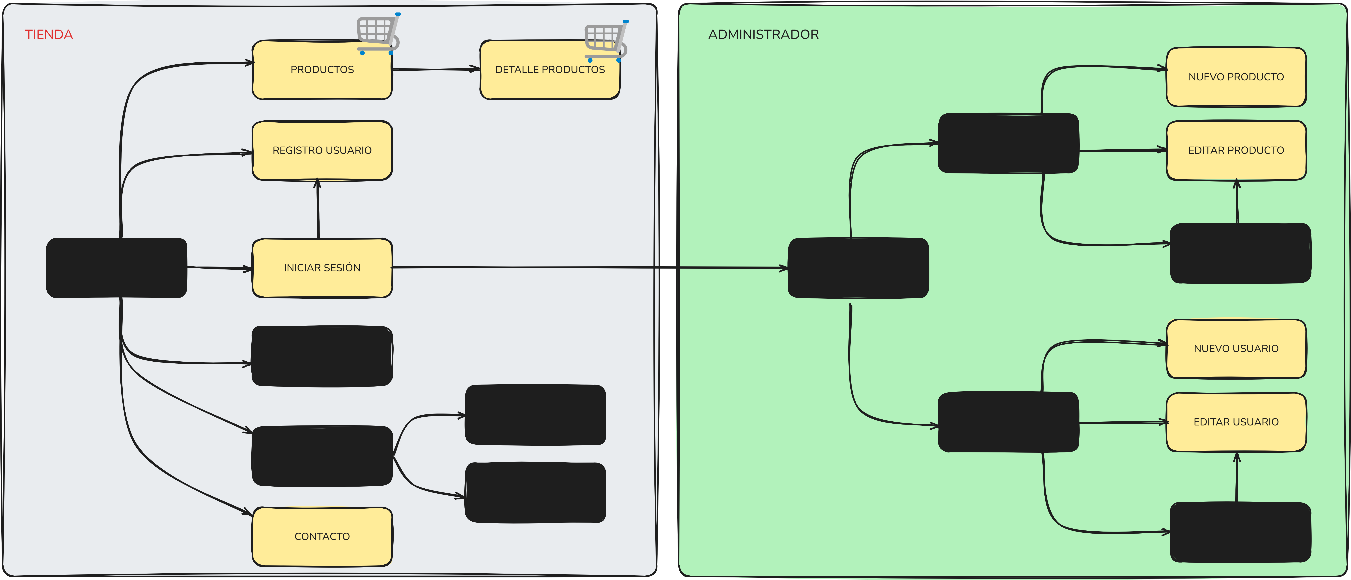 TIENDA
PRODUCTOS
DETALLE PRODUCTOS
REGISTRO USUARIO
INICIAR SESIÓN
CONTACTO
ADMINISTRADOR
NUEVO PRODUCTO
EDITAR PRODUCTO
NUEVO USUARIO
EDITAR USUARIO